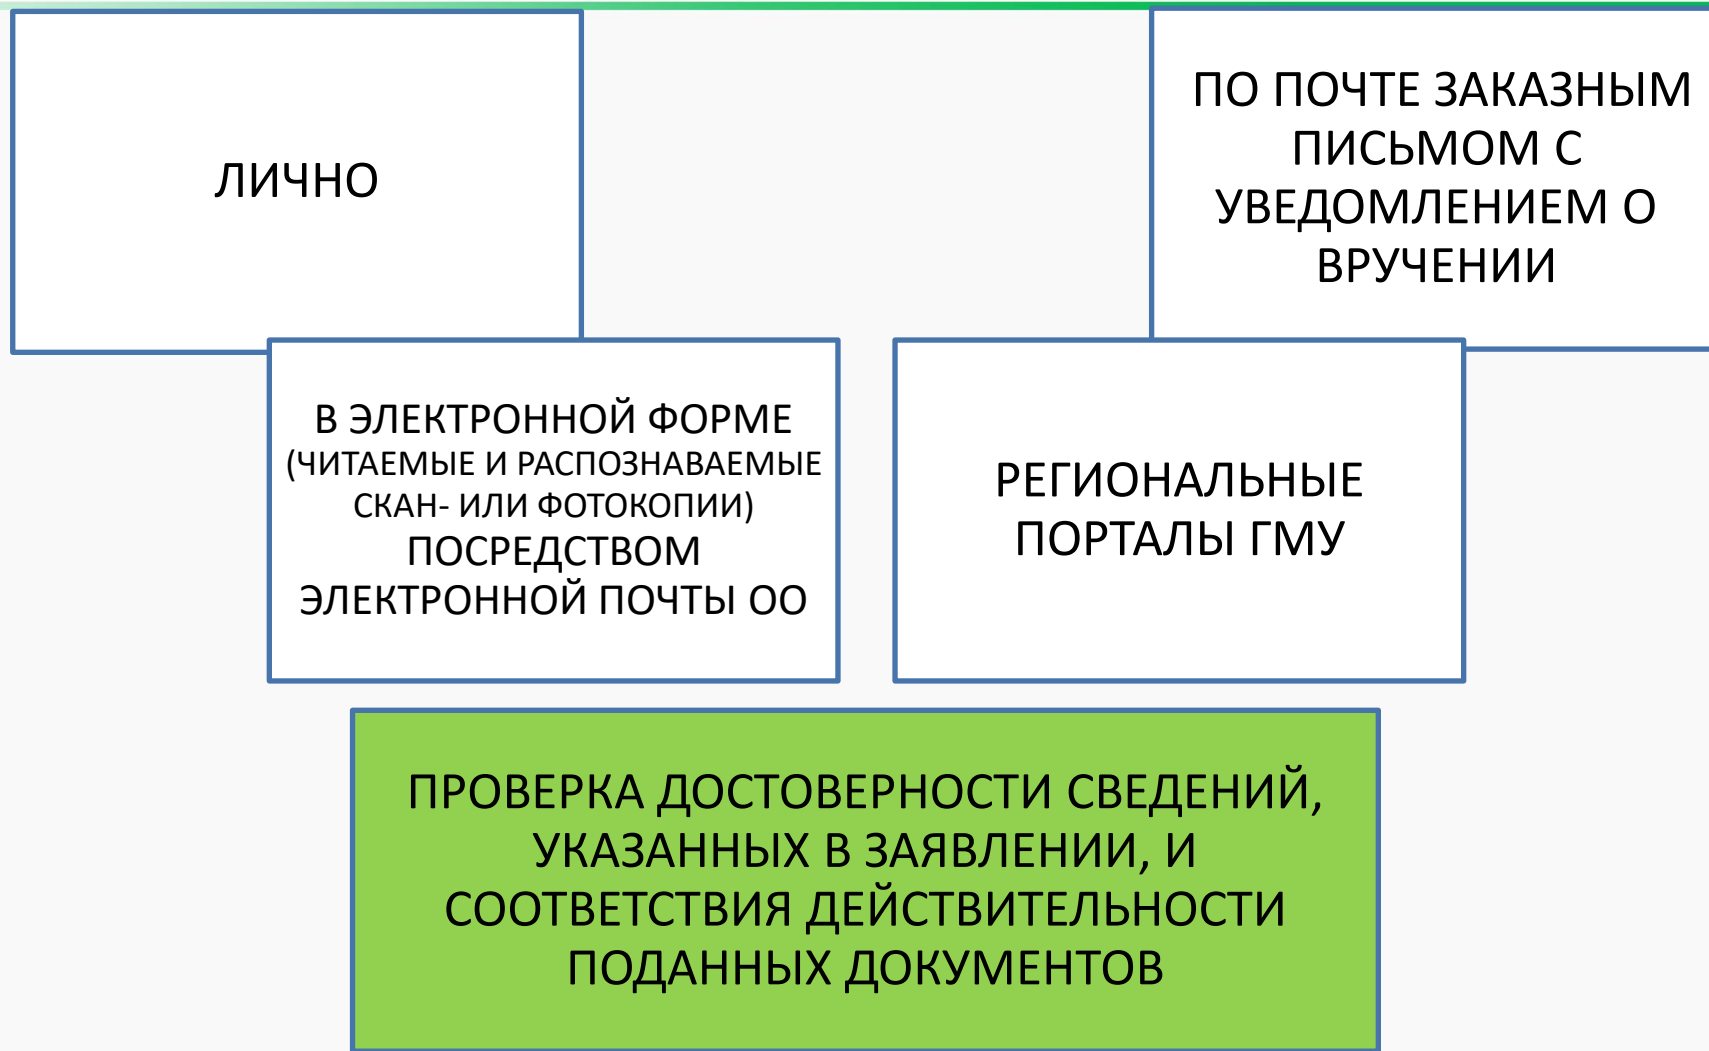 ЛИЧНО
ПО ПОЧТЕ ЗАКАЗНЫМ
ПИСЬМОМ С
УВЕДОМЛЕНИЕМ О
ВРУЧЕНИИ
В ЭЛЕКТРОННОЙ ФОРМЕ
(ЧИТАЕМЫЕ И РАСПОЗНАВАЕМЫЕ
СКАН- ИЛИ ФОТОКОПИИ)
ПОСРЕДСТВОМ
ЭЛЕКТРОННОЙ ПОЧТЫ ОО
РЕГИОНАЛЬНЫЕ
ПОРТАЛЫ ГМУ
ПРОВЕРКА ДОСТОВЕРНОСТИ СВЕДЕНИЙ,
УКАЗАННЫХ В ЗАЯВЛЕНИИ, И
СООТВЕТСТВИЯ ДЕЙСТВИТЕЛЬНОСТИ
ПОДАННЫХ ДОКУМЕНТОВ